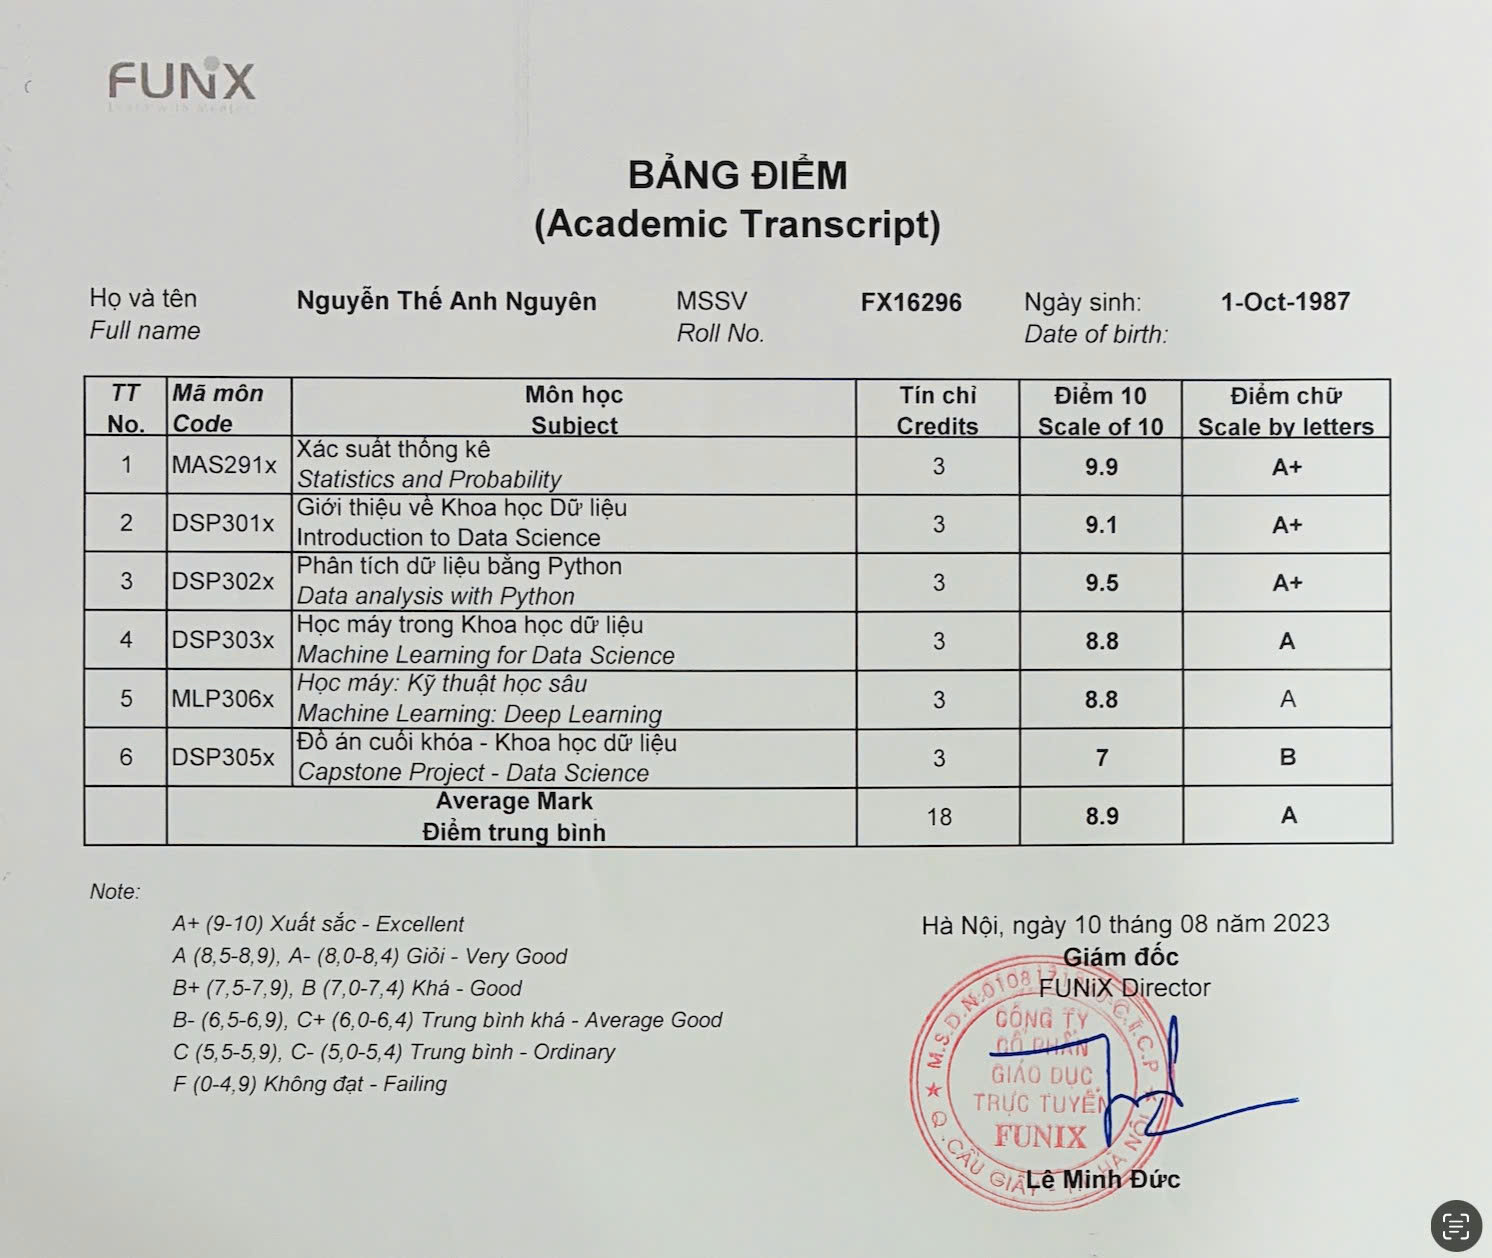 FUNiX
Learn with Mentors
BẢNG ĐIỂM
(Academic Transcript)
Họ và tên Nguyễn Thế Anh Nguyên MSSV FX16296 Ngày sinh: 1-Oct-1987
Full name Roll No. Date of birth:
TT Mã môn Môn học Tín chỉ Điểm 10 Điểm chữ
No. Code Subject Credits Scale of 10 Scale by letters
Xác suất thống kê
1 MAS291x 3 9.9 A+
Statistics and Probability
Giới thiệu về Khoa học Dữ liệu
2 DSP301x 3 9.1 A+
Introduction to Data Science
Phân tích dữ liệu bằng Python
3 DSP302x 3 9.5 A+
Data analysis with Python
Học máy trong Khoa học dữ liệu
4 DSP303x 3 8.8 A
Machine Learning for Data Science
Học máy: Kỹ thuật học sâu
5 MLP306x 3 8.8 A
Machine Learning: Deep Learning
Đồ án cuối khóa - Khoa học dữ liệu
6 DSP305x 3 7 B
Capstone Project - Data Science
Average Mark
18 8.9 A
Điểm trung bình
Note:
A+ (9-10) Xuất sắc - Excellent
A (8,5-8,9), A- (8,0-8,4) Giỏi - Very Good
B+ (7,5-7,9), B (7,0-7,4) Khá - Good
B- (6,5-6,9), C+ (6,0-6,4) Trung bình khá - Average Good
C (5,5-5,9), C- (5,0-5,4) Trung bình - Ordinary
F (0-4,9) Không đạt - Failing
Hà Nội, ngày 10 tháng 08 năm 2023
Giám đốc
FUNiX Director
M.S.D.N:0108 C.T.C.P
CÔNG TY
CỔ PHẦN
GIÁO DỤC
TRỰC TUYẾN
FUNIX
Q.CẦU GIẤY - HÀ NỘI
Lê Minh Đức